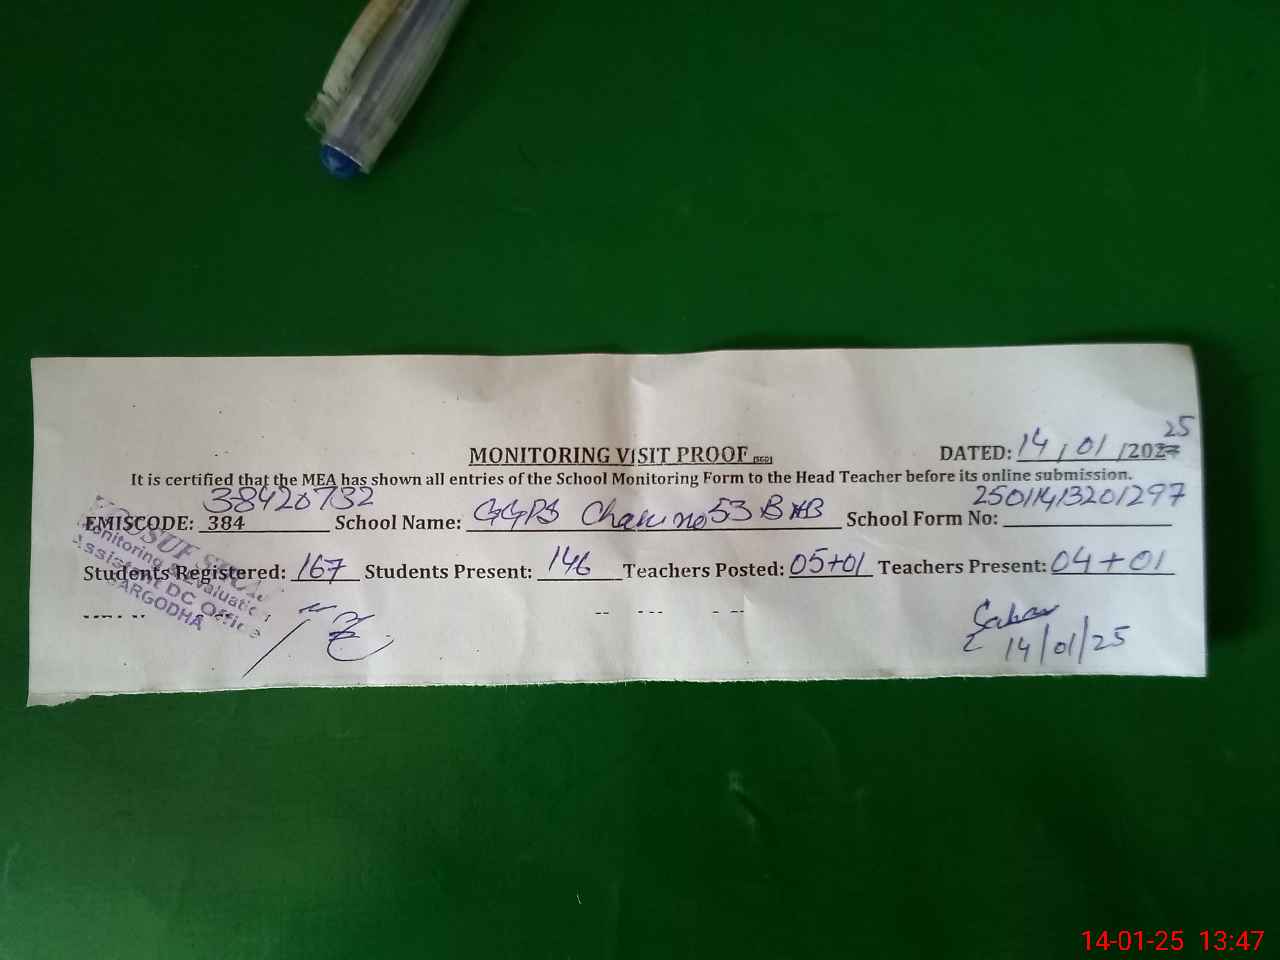 MONITORING VISIT PROOF (SGD)
DATED: 14/01/2025
It is certified that the MEA has shown all entries of the School Monitoring Form to the Head Teacher before its online submission.
EMISCODE: 384 38420732 School Name: GGPS Chak no 53 School Form No: 25011413201297
Students Registered: 167 Students Present: 146 Teachers Posted: 05+01 Teachers Present: 04+01
Monitoring & Evaluation
Assistant DC Office
SARGODHA
14/01/25
14-01-25 13:47